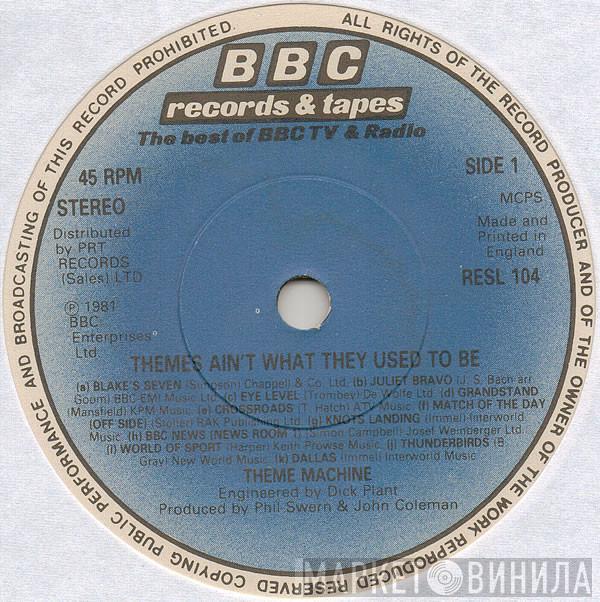 ALL RIGHTS OF THE RECORD PRODUCER AND OF THE OWNER OF THE WORK REPRODUCED RESERVED COPYING PUBLIC PERFORMANCE AND BROADCASTING OF THIS RECORD PROHIBITED.
BBC
records & tapes
The best of BBC TV & Radio
45 RPM
STEREO
Distributed
by PRT
RECORDS
(Sales) LTD
℗ 1981
BBC
Enterprises
Ltd.
SIDE 1
MCPS
Made and
Printed in
England
RESL 104
THEMES AIN'T WHAT THEY USED TO BE
(a) BLAKE'S SEVEN (Simpson) Chappell & Co. Ltd. (b) JULIET BRAVO (J. S. Bach arr.
Goum) BBC EMI Music Ltd. (c) EYE LEVEL (Trombey) De Wolfe Ltd. (d) GRANDSTAND
(Mansfield) KPM Music. (e) CROSSROADS (T. Hatch) ATV Music. (f) MATCH OF THE DAY
(OFF SIDE) (Stoller) RAK Publishing Ltd. (g) KNOTS LANDING (Immel) Interworld
Music. (h) BBC NEWS (NEWS ROOM) (Simon Campbell) Josef Weinberger Ltd.
(i) WORLD OF SPORT (Harper) Keith Prowse Music. (j) THUNDERBIRDS (B.
Gray) New World Music. (k) DALLAS (Immel) Interworld Music
THEME MACHINE
Engineered by Dick Plant
Produced by Phil Swern & John Coleman
МАРКЕТ ВИНИЛА